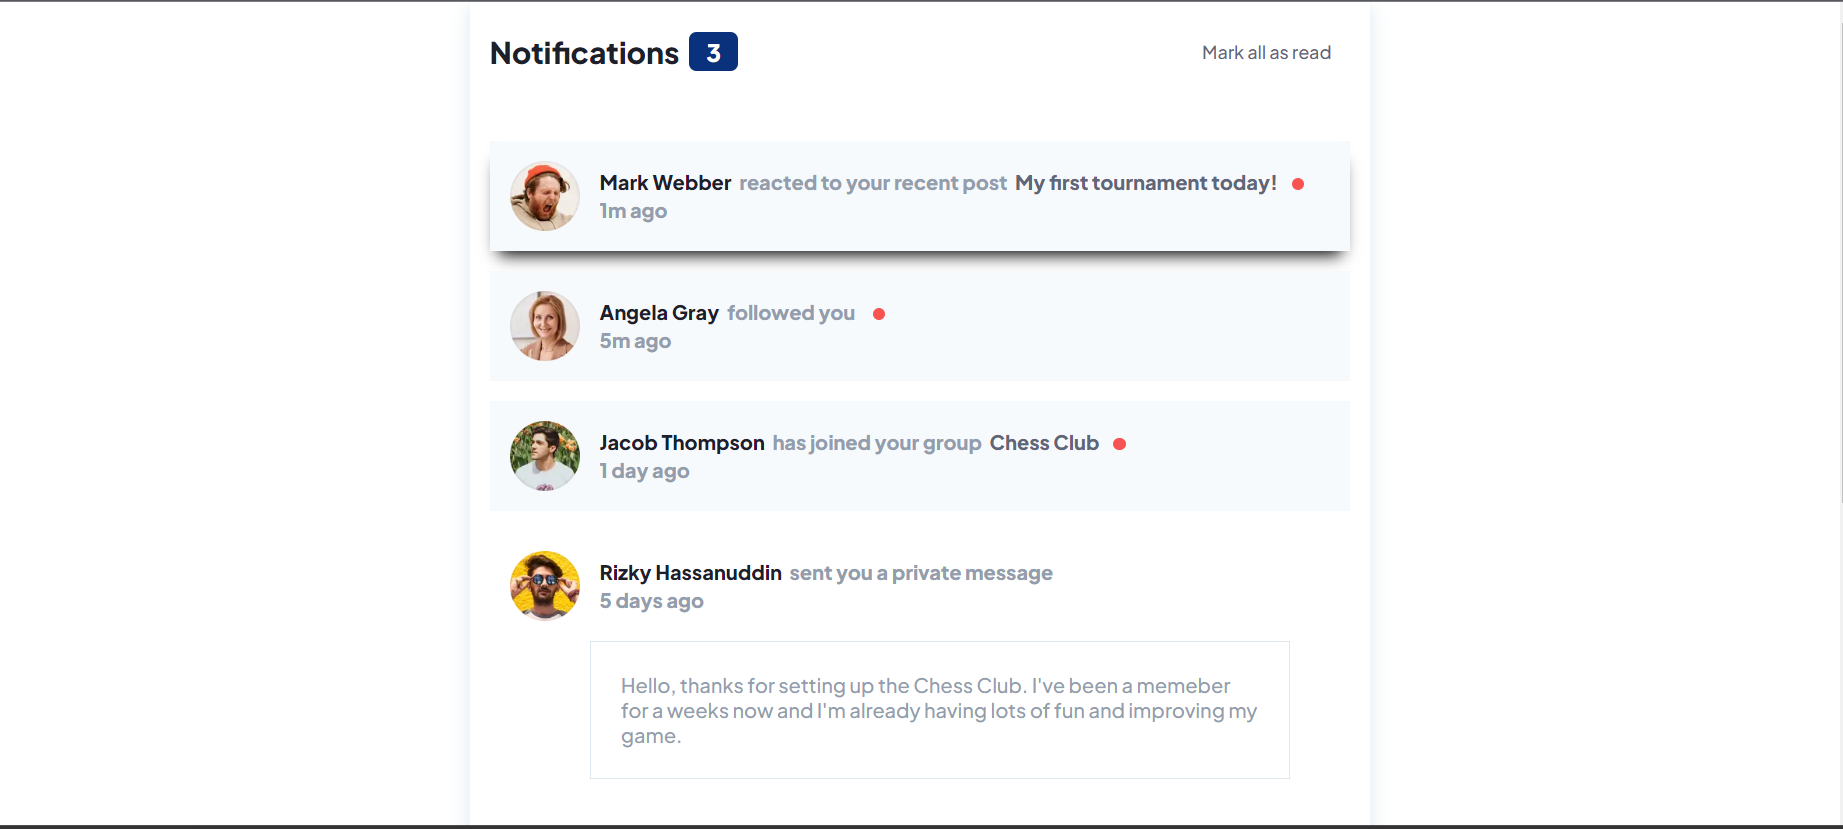 Notifications 3
Mark all as read
Mark Webber reacted to your recent post My first tournament today!
1m ago
Angela Gray followed you
5m ago
Jacob Thompson has joined your group Chess Club
1 day ago
Rizky Hassanuddin sent you a private message
5 days ago
Hello, thanks for setting up the Chess Club. I've been a memeber
for a weeks now and I'm already having lots of fun and improving my
game.